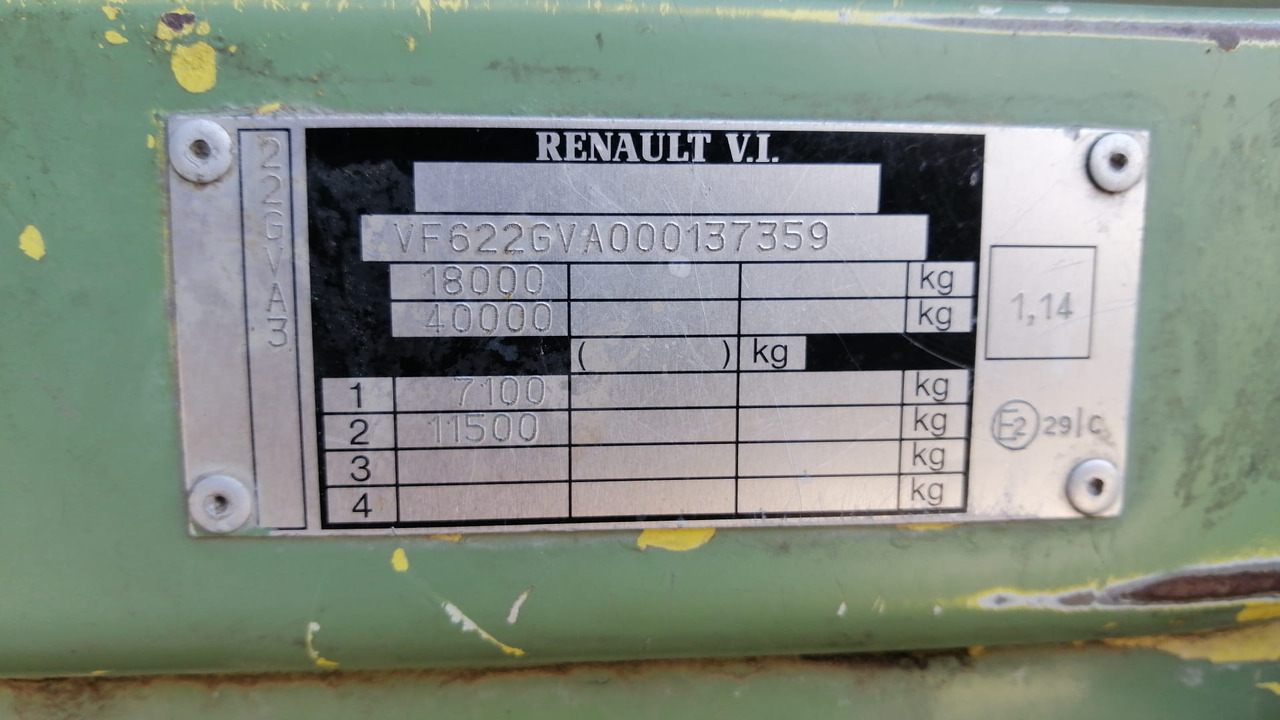 RENAULT V.I.
22GVA3
VF622GVA000137359
18000 kg
40000 kg
( ) kg
1 7100 kg
2 11500 kg
3 kg
4 kg
1,14
E2 29|C